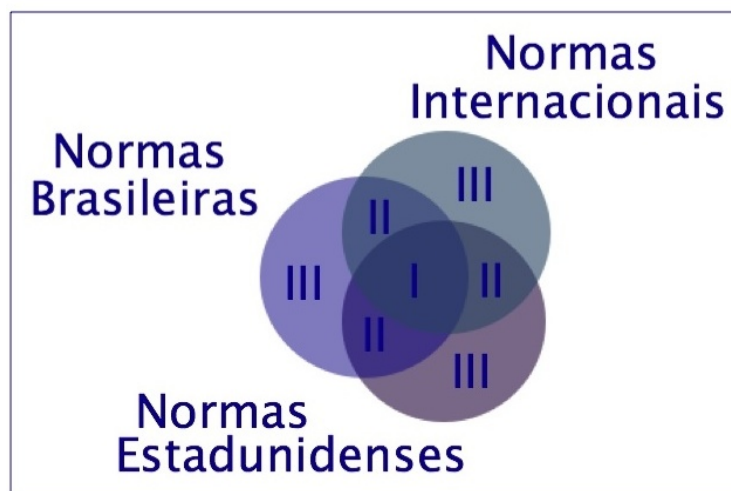 Normas
Internacionais
Normas
Brasileiras
III
II
III
I
II
II
III
Normas
Estadunidenses